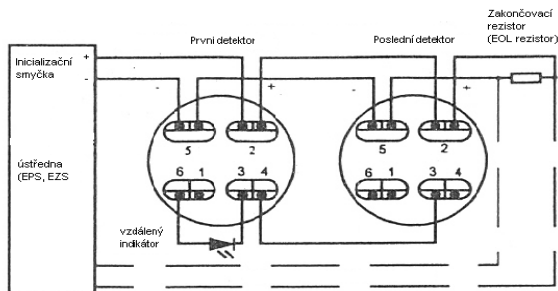 Zakončovací
rezistor
(EOL rezistor)
První detektor
Poslední detektor
Inicializační
smyčka
+
-
-
+
-
+
5
2
5
2
6 1
3 4
6 1
3 4
ústředna
(EPS, EZS
vzdálený
indikátor